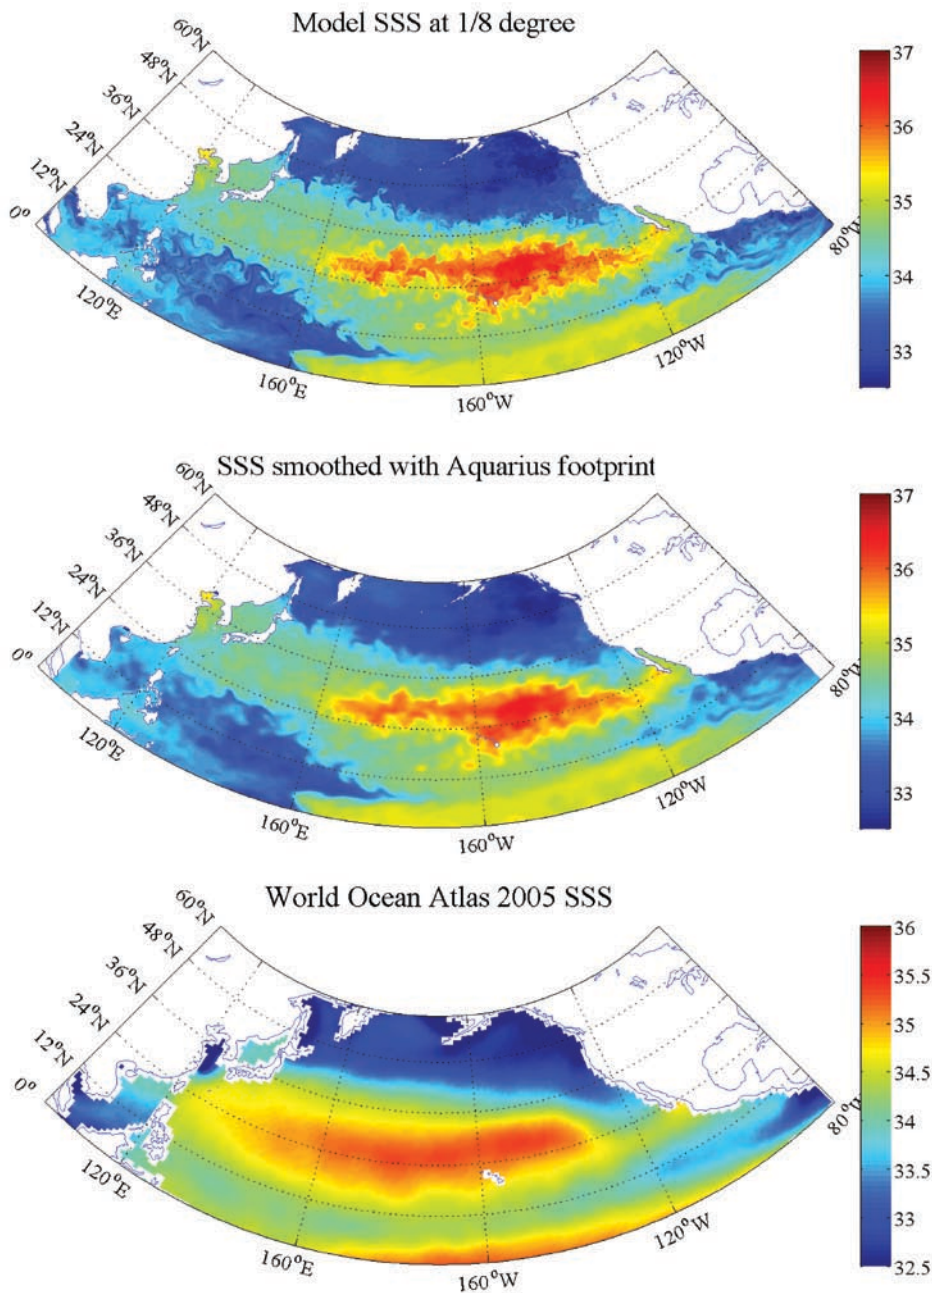 Model SSS at 1/8 degree
60°N
48°N
36°N
24°N
12°N
0°
120°E
160°E
160°W
120°W
80°W
37
36
35
34
33
SSS smoothed with Aquarius footprint
60°N
48°N
36°N
24°N
12°N
0°
120°E
160°E
160°W
120°W
80°W
37
36
35
34
33
World Ocean Atlas 2005 SSS
60°N
48°N
36°N
24°N
12°N
0°
120°E
160°E
160°W
120°W
80°W
36
35.5
35
34.5
34
33.5
33
32.5